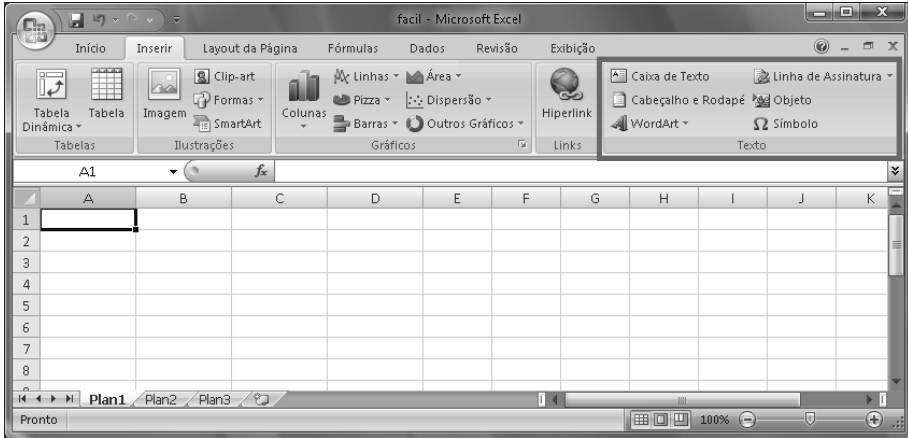 facil - Microsoft Excel
Início Inserir Layout da Página Fórmulas Dados Revisão Exibição
Tabela Dinâmica Tabela
Tabelas
Imagem Clip-art
Formas
SmartArt
Ilustrações
Colunas Linhas Área
Pizza Dispersão
Barras Outros Gráficos
Gráficos
Hiperlink
Links
Caixa de Texto Linha de Assinatura
Cabeçalho e Rodapé Objeto
WordArt Símbolo
Texto
A1 fx
A B C D E F G H I J K
1
2
3
4
5
6
7
8
Plan1 Plan2 Plan3
Pronto 100%